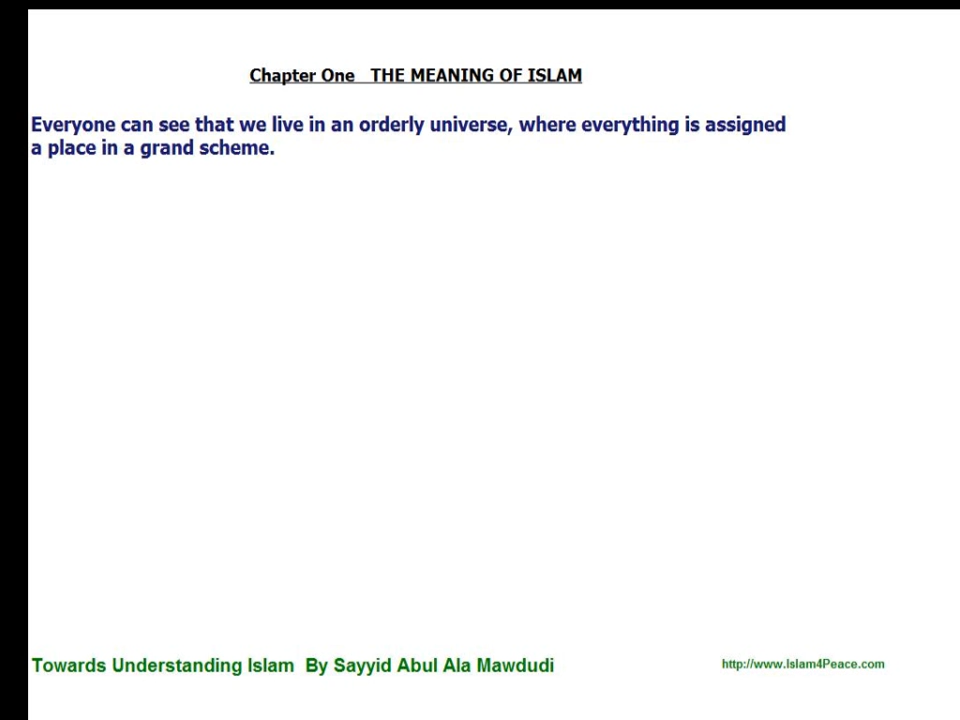 Chapter One THE MEANING OF ISLAM
Everyone can see that we live in an orderly universe, where everything is assigned
a place in a grand scheme.
Towards Understanding Islam By Sayyid Abul Ala Mawdudi
http://www.Islam4Peace.com